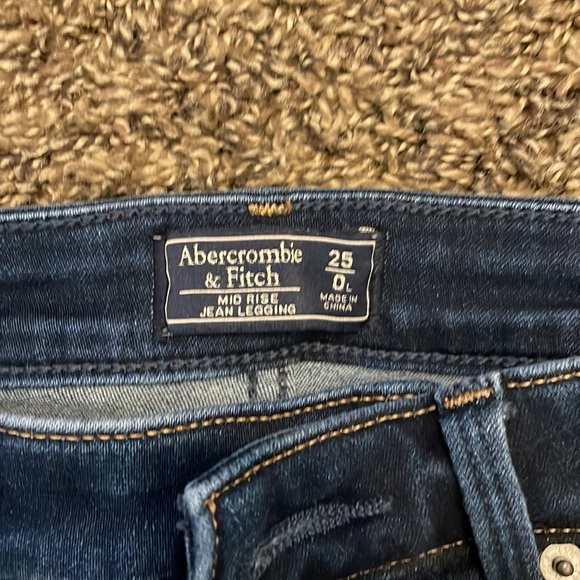 Abercrombie
& Fitch
MID RISE
JEAN LEGGING
25
0L
MADE IN
CHINA